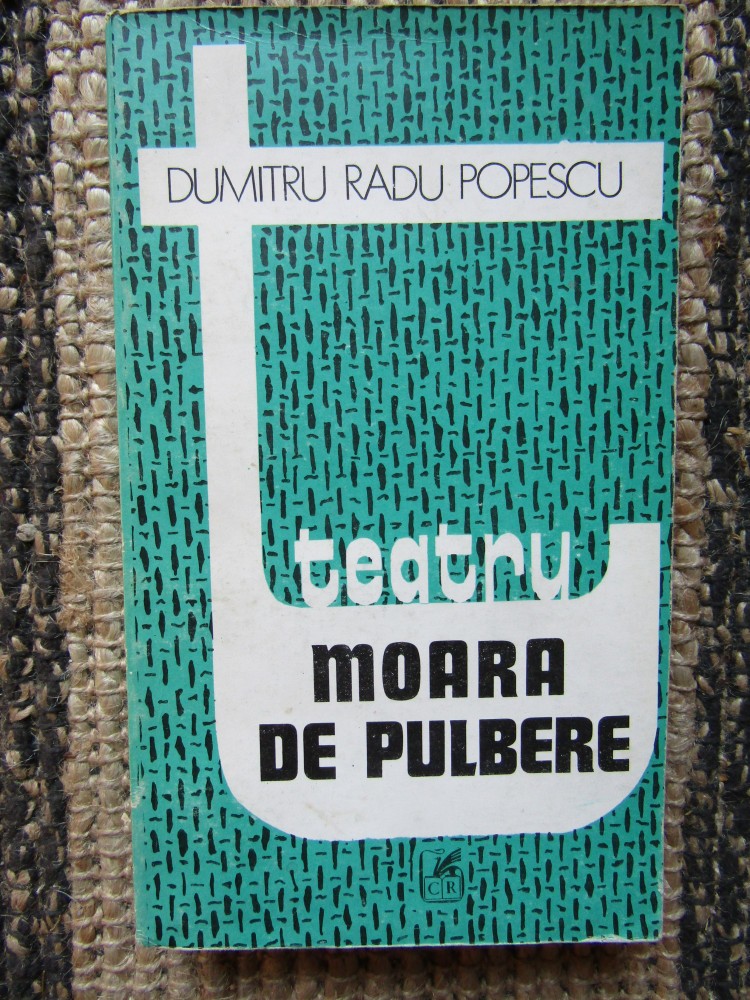 DUMITRU RADU POPESCU
teatru
MOARA
DE PULBERE
CR